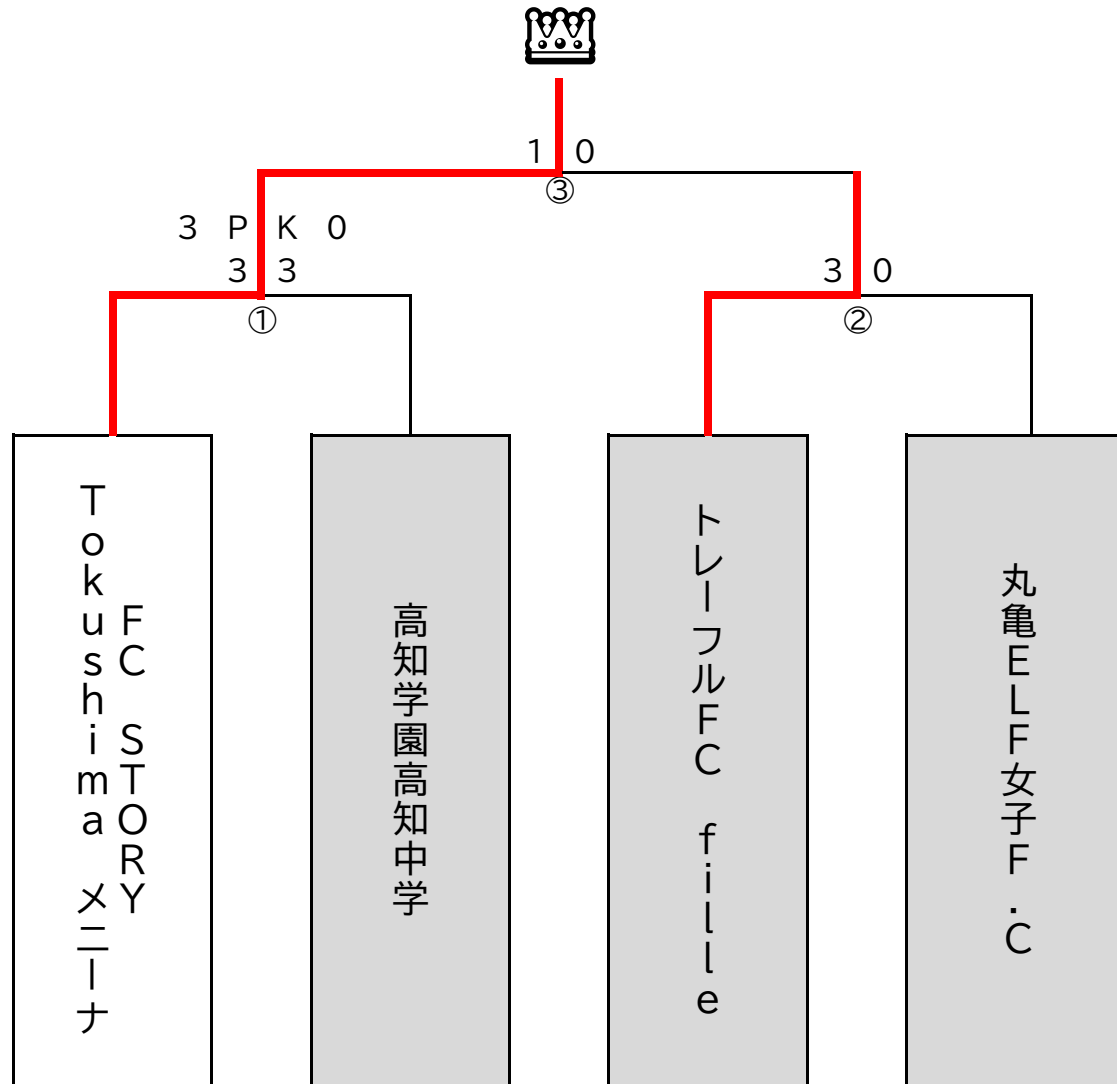 1 0
③
3 P K 0
3 3
①
3 0
②
FC STORY
Tokushima メニーナ
高知学園高知中学
トレーフルFC fille
丸亀ELF女子F.C